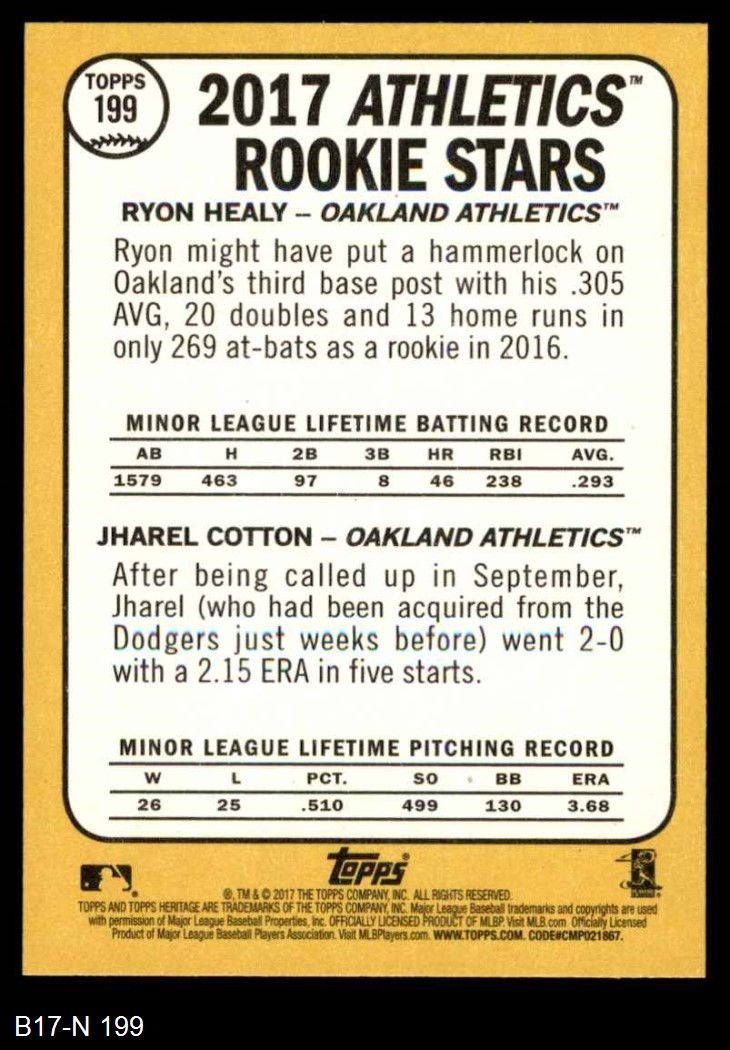 TOPPS
199
2017 ATHLETICS™
ROOKIE STARS
RYON HEALY – OAKLAND ATHLETICS™
Ryon might have put a hammerlock on
Oakland's third base post with his .305
AVG, 20 doubles and 13 home runs in
only 269 at-bats as a rookie in 2016.
MINOR LEAGUE LIFETIME BATTING RECORD
AB H 2B 3B HR RBI AVG.
1579 463 97 8 46 238 .293
JHAREL COTTON – OAKLAND ATHLETICS™
After being called up in September,
Jharel (who had been acquired from the
Dodgers just weeks before) went 2-0
with a 2.15 ERA in five starts.
MINOR LEAGUE LIFETIME PITCHING RECORD
W L PCT. SO BB ERA
26 25 .510 499 130 3.68
Topps®
®, TM & © 2017 THE TOPPS COMPANY, INC. ALL RIGHTS RESERVED.
TOPPS AND TOPPS HERITAGE ARE TRADEMARKS OF THE TOPPS COMPANY, INC. Major League Baseball trademarks and copyrights are used
with permission of Major League Baseball Properties, Inc. OFFICIALLY LICENSED PRODUCT OF MLBP. Visit MLB.com Officially Licensed
Product of Major League Baseball Players Association. Visit MLBPlayers.com. WWW.TOPPS.COM. CODE#CMP021867.
B17-N 199